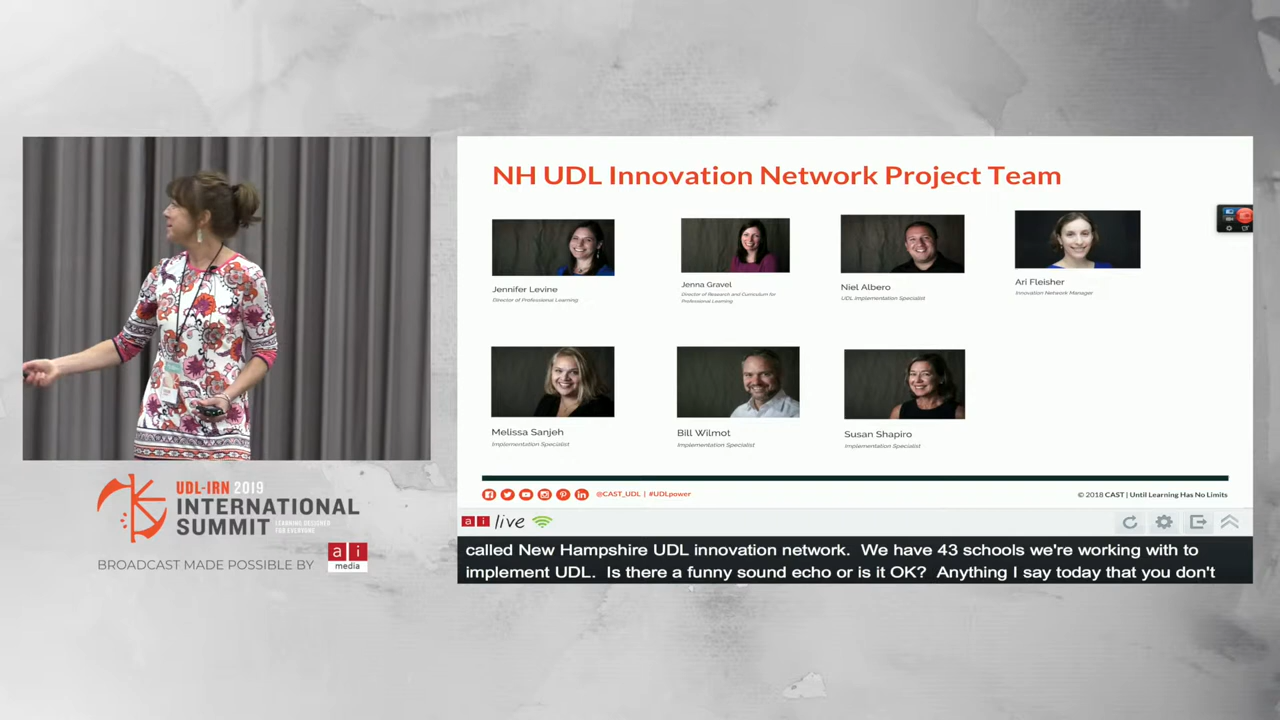 NH UDL Innovation Network Project Team
Jennifer Levine
Director of Professional Learning
Jenna Gravel
Director of Research and Curriculum for
Professional Learning
Niel Albero
UDL Implementation Specialist
Ari Fleisher
Innovation Network Manager
Melissa Sanjeh
Implementation Specialist
Bill Wilmot
Implementation Specialist
Susan Shapiro
Implementation Specialist
@CAST_UDL | #UDLpower
© 2018 CAST | Until Learning Has No Limits
ai live
called New Hampshire UDL innovation network. We have 43 schools we're working with to
implement UDL. Is there a funny sound echo or is it OK? Anything I say today that you don't
UDL-IRN 2019
INTERNATIONAL
SUMMIT
LEARNING DESIGNED
FOR EVERYONE
BROADCAST MADE POSSIBLE BY
ai
media